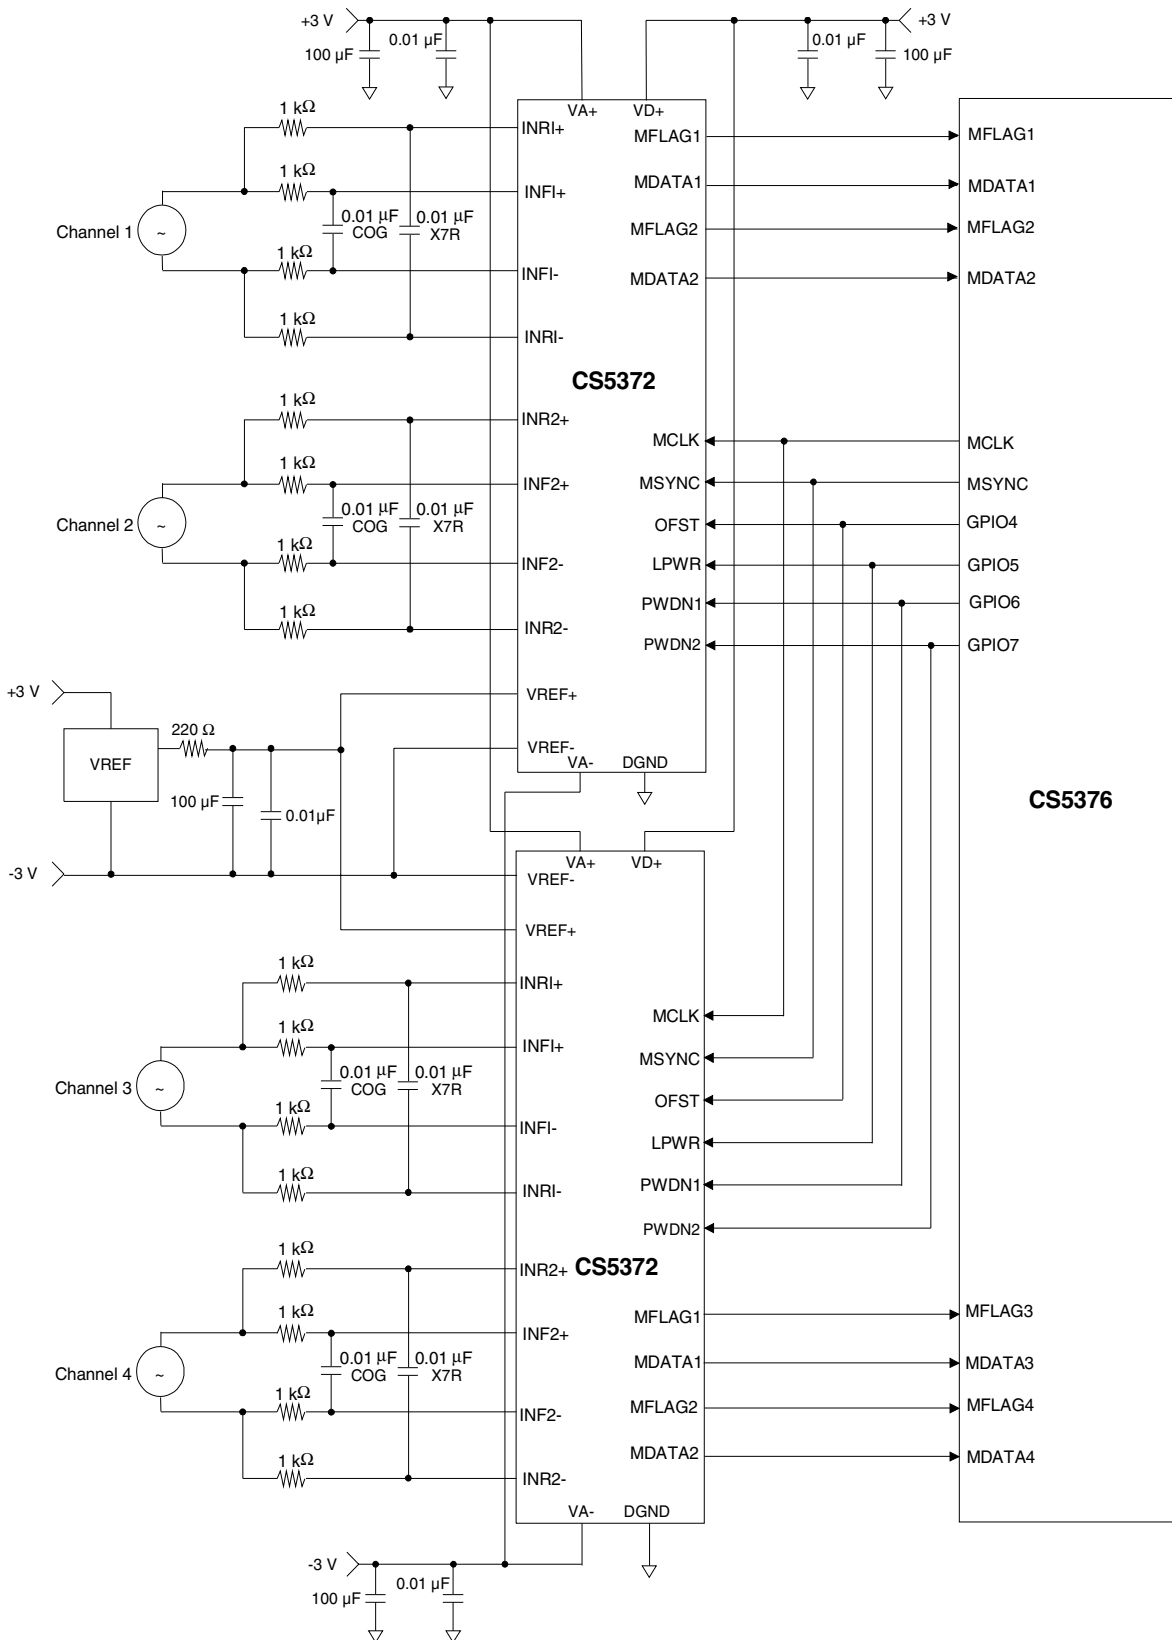 +3 V
100 µF
0.01 µF
+3 V
0.01 µF
100 µF
VA+
VD+
1 kΩ
INRI+
1 kΩ
INFI+
Channel 1
~
0.01 µF
COG
0.01 µF
X7R
1 kΩ
INFI-
1 kΩ
INRI-
MFLAG1
MDATA1
MFLAG2
MDATA2
MFLAG1
MDATA1
MFLAG2
MDATA2
CS5372
1 kΩ
INR2+
1 kΩ
INF2+
Channel 2
~
0.01 µF
COG
0.01 µF
X7R
1 kΩ
INF2-
1 kΩ
INR2-
MCLK
MSYNC
OFST
LPWR
PWDN1
PWDN2
MCLK
MSYNC
GPIO4
GPIO5
GPIO6
GPIO7
+3 V
VREF
220 Ω
100 µF
0.01µF
-3 V
VREF+
VREF-
VA-
DGND
CS5376
VA+
VD+
VREF-
VREF+
1 kΩ
INRI+
1 kΩ
INFI+
Channel 3
~
0.01 µF
COG
0.01 µF
X7R
1 kΩ
INFI-
1 kΩ
INRI-
MCLK
MSYNC
OFST
LPWR
PWDN1
PWDN2
CS5372
1 kΩ
INR2+
1 kΩ
INF2+
Channel 4
~
0.01 µF
COG
0.01 µF
X7R
1 kΩ
INF2-
1 kΩ
INR2-
MFLAG1
MDATA1
MFLAG2
MDATA2
MFLAG3
MDATA3
MFLAG4
MDATA4
VA-
DGND
-3 V
100 µF
0.01 µF